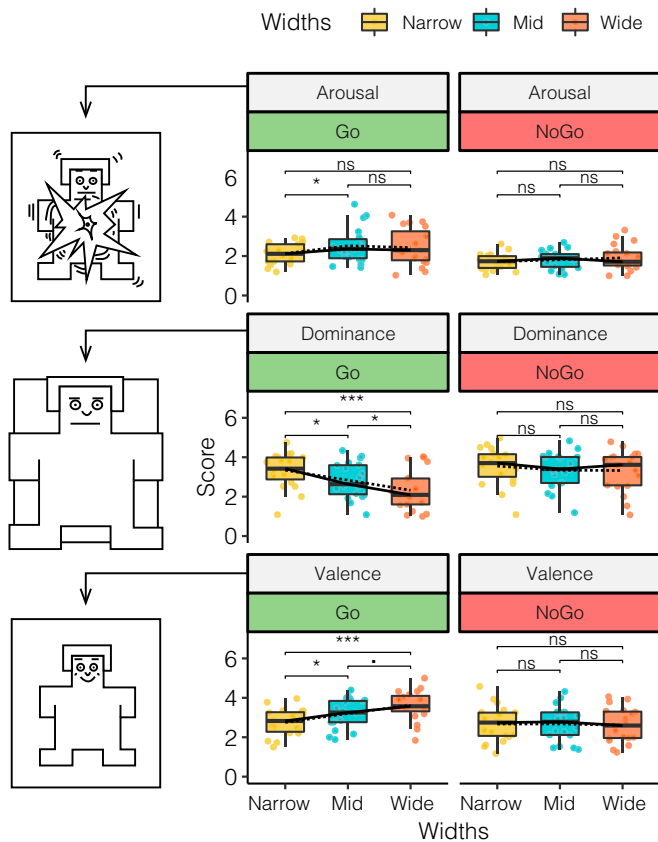 Widths Narrow Mid Wide
Arousal Arousal
Go NoGo
ns ns
* ns ns ns
6
4
2
0
Dominance Dominance
Go NoGo
*** ns
* * ns ns
6
4
2
0
Score
Valence Valence
Go NoGo
*** ns
* . ns ns
6
4
2
0
Narrow Mid Wide Narrow Mid Wide
Widths